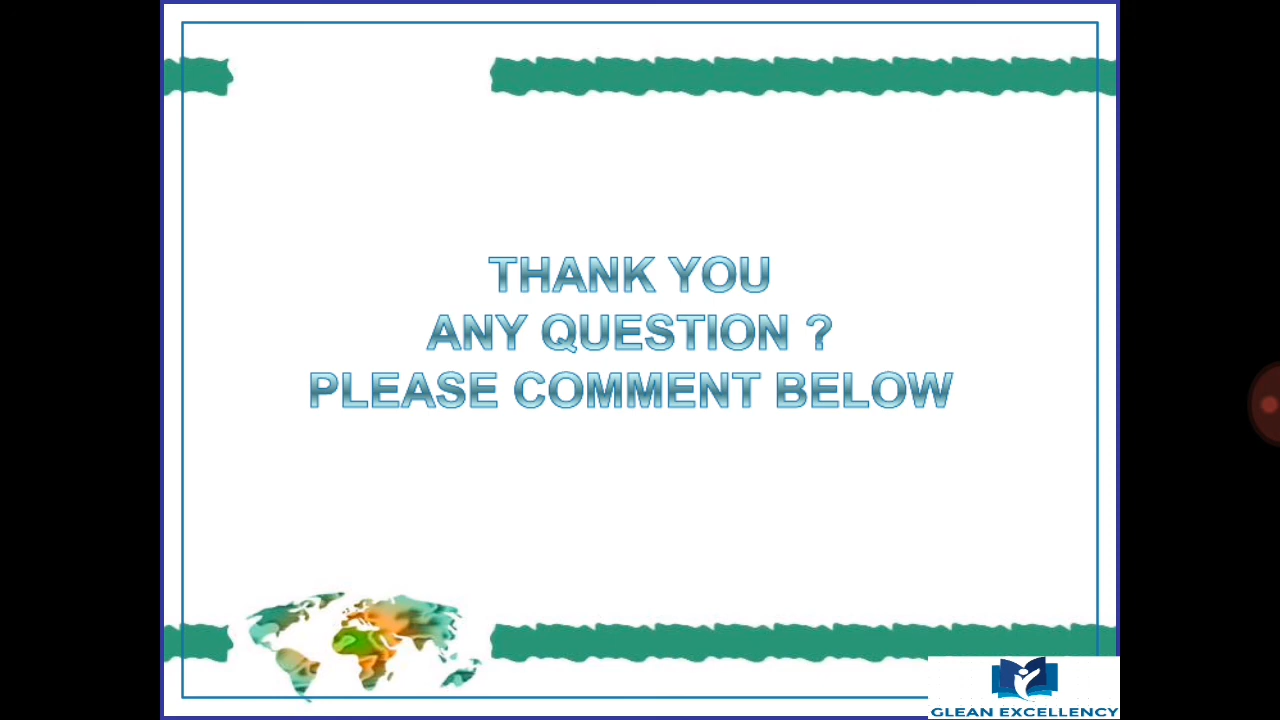 THANK YOU
ANY QUESTION ?
PLEASE COMMENT BELOW
GLEAN EXCELLENCY